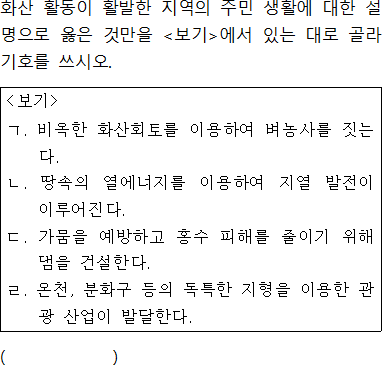 화산 활동이 활발한 지역의 주민 생활에 대한 설
명으로 옳은 것만을 <보기>에서 있는 대로 골라
기호를 쓰시오.
<보기>
ㄱ. 비옥한 화산회토를 이용하여 벼농사를 짓는
다.
ㄴ. 땅속의 열에너지를 이용하여 지열 발전이
이루어진다.
ㄷ. 가뭄을 예방하고 홍수 피해를 줄이기 위해
댐을 건설한다.
ㄹ. 온천, 분화구 등의 독특한 지형을 이용한 관
광 산업이 발달한다.
(               )